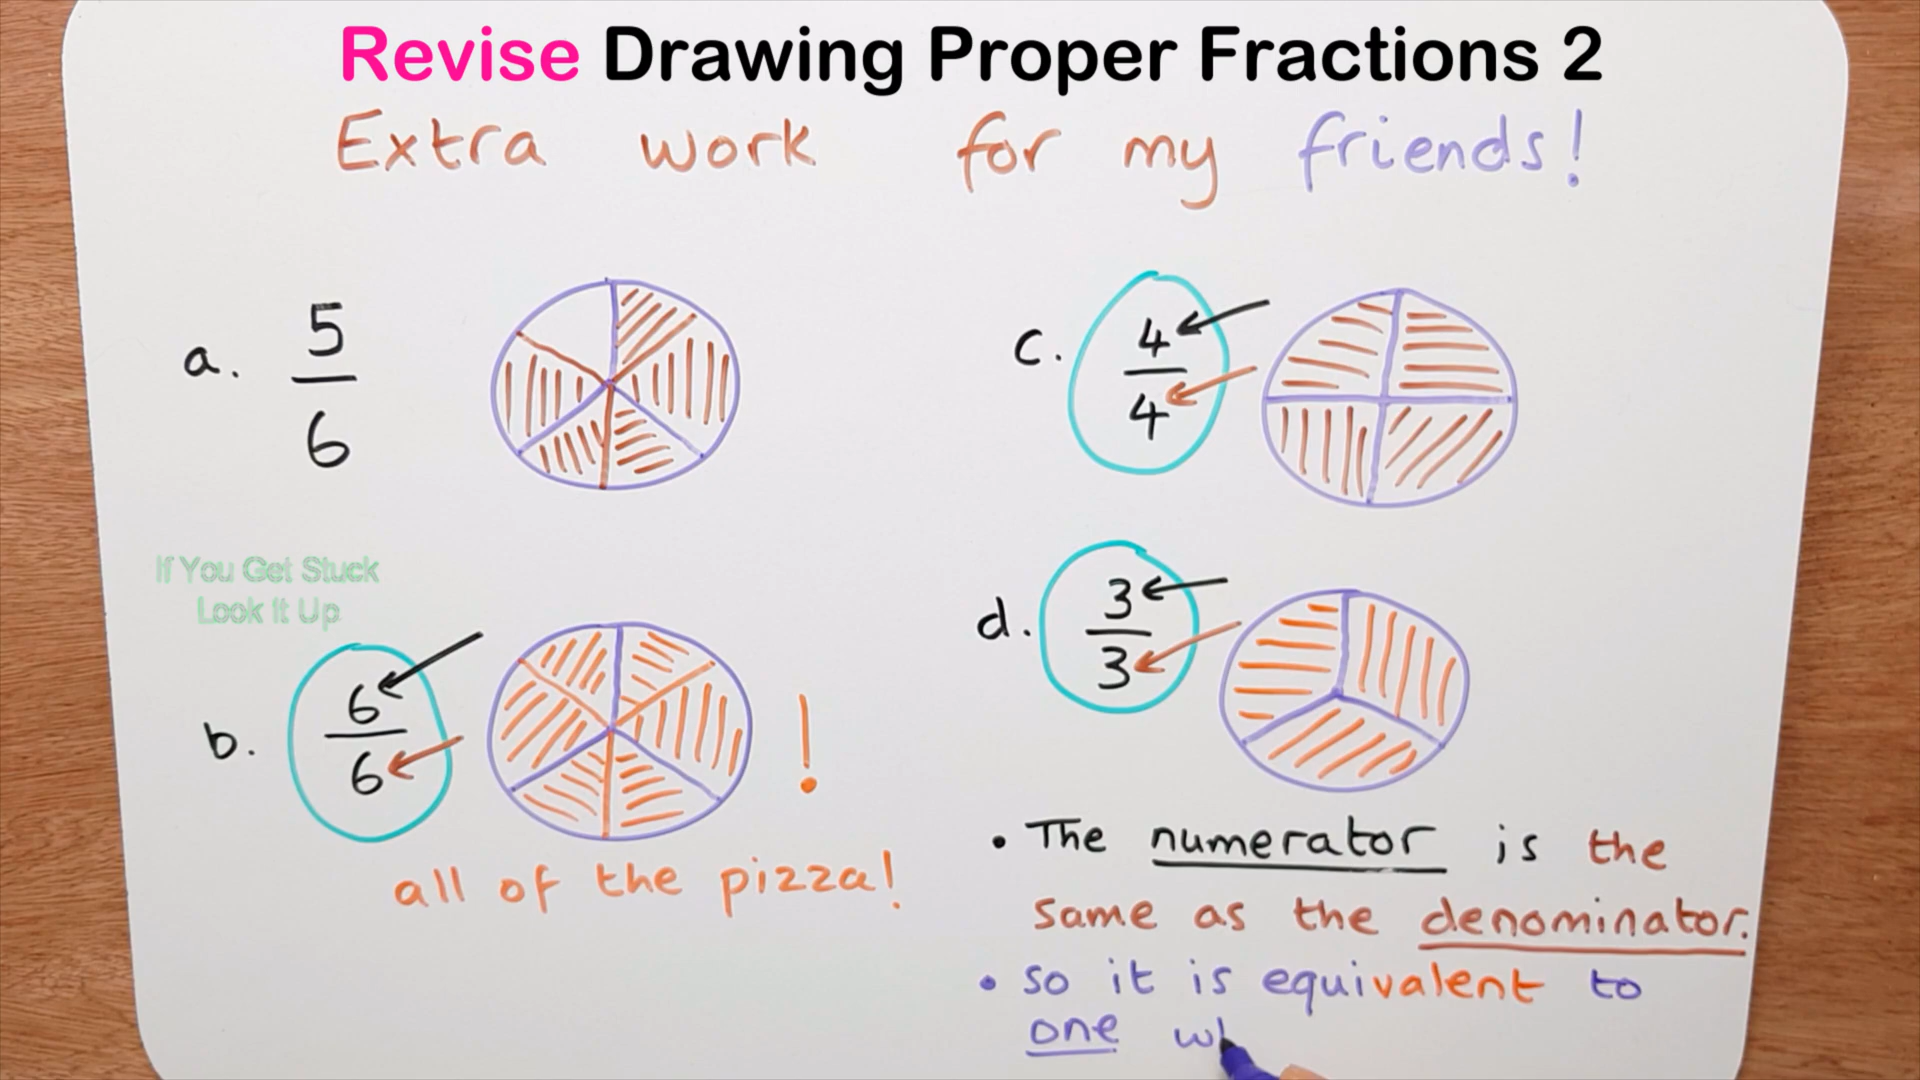 Revise Drawing Proper Fractions 2
Extra work for my friends!
a. 5
6
If You Get Stuck
Look It Up
b. 6
6
!
all of the pizza!
c. 4
4
d. 3
3
• The numerator is the
same as the denominator.
• so it is equivalent to
one wh